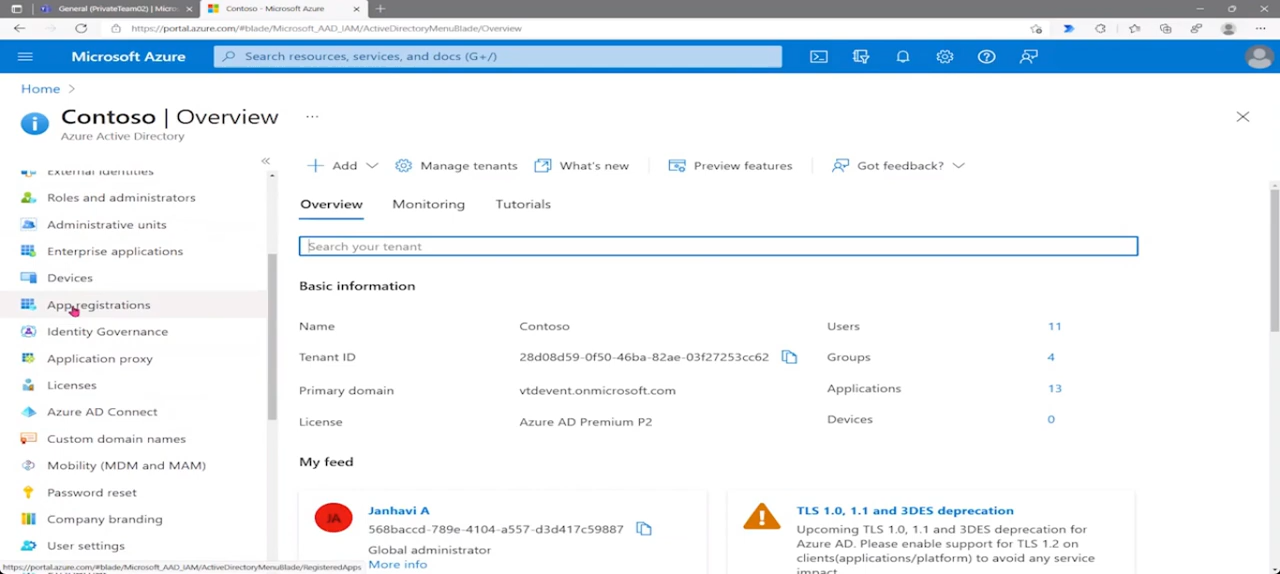 General (PrivateTeam02) | Micros
Contoso - Microsoft Azure
https://portal.azure.com/#blade/Microsoft_AAD_IAM/ActiveDirectoryMenuBlade/Overview
Microsoft Azure
Search resources, services, and docs (G+/)
Home >
Contoso | Overview ...
Azure Active Directory
Add
Manage tenants
What's new
Preview features
Got feedback?
External Identities
Roles and administrators
Administrative units
Enterprise applications
Devices
App registrations
Identity Governance
Application proxy
Licenses
Azure AD Connect
Custom domain names
Mobility (MDM and MAM)
Password reset
Company branding
User settings
https://portal.azure.com/#blade/Microsoft_AAD_IAM/ActiveDirectoryMenuBlade/RegisteredApps
Overview Monitoring Tutorials
Search your tenant
Basic information
Name Contoso Users 11
Tenant ID 28d08d59-0f50-46ba-82ae-03f27253cc62 Groups 4
Primary domain vtdevent.onmicrosoft.com Applications 13
License Azure AD Premium P2 Devices 0
My feed
JA
Janhavi A
568baccd-789e-4104-a557-d3d417c59887
Global administrator
More info
TLS 1.0, 1.1 and 3DES deprecation
Upcoming TLS 1.0, 1.1 and 3DES deprecation for
Azure AD. Please enable support for TLS 1.2 on
clients(applications/platform) to avoid any service
impact.